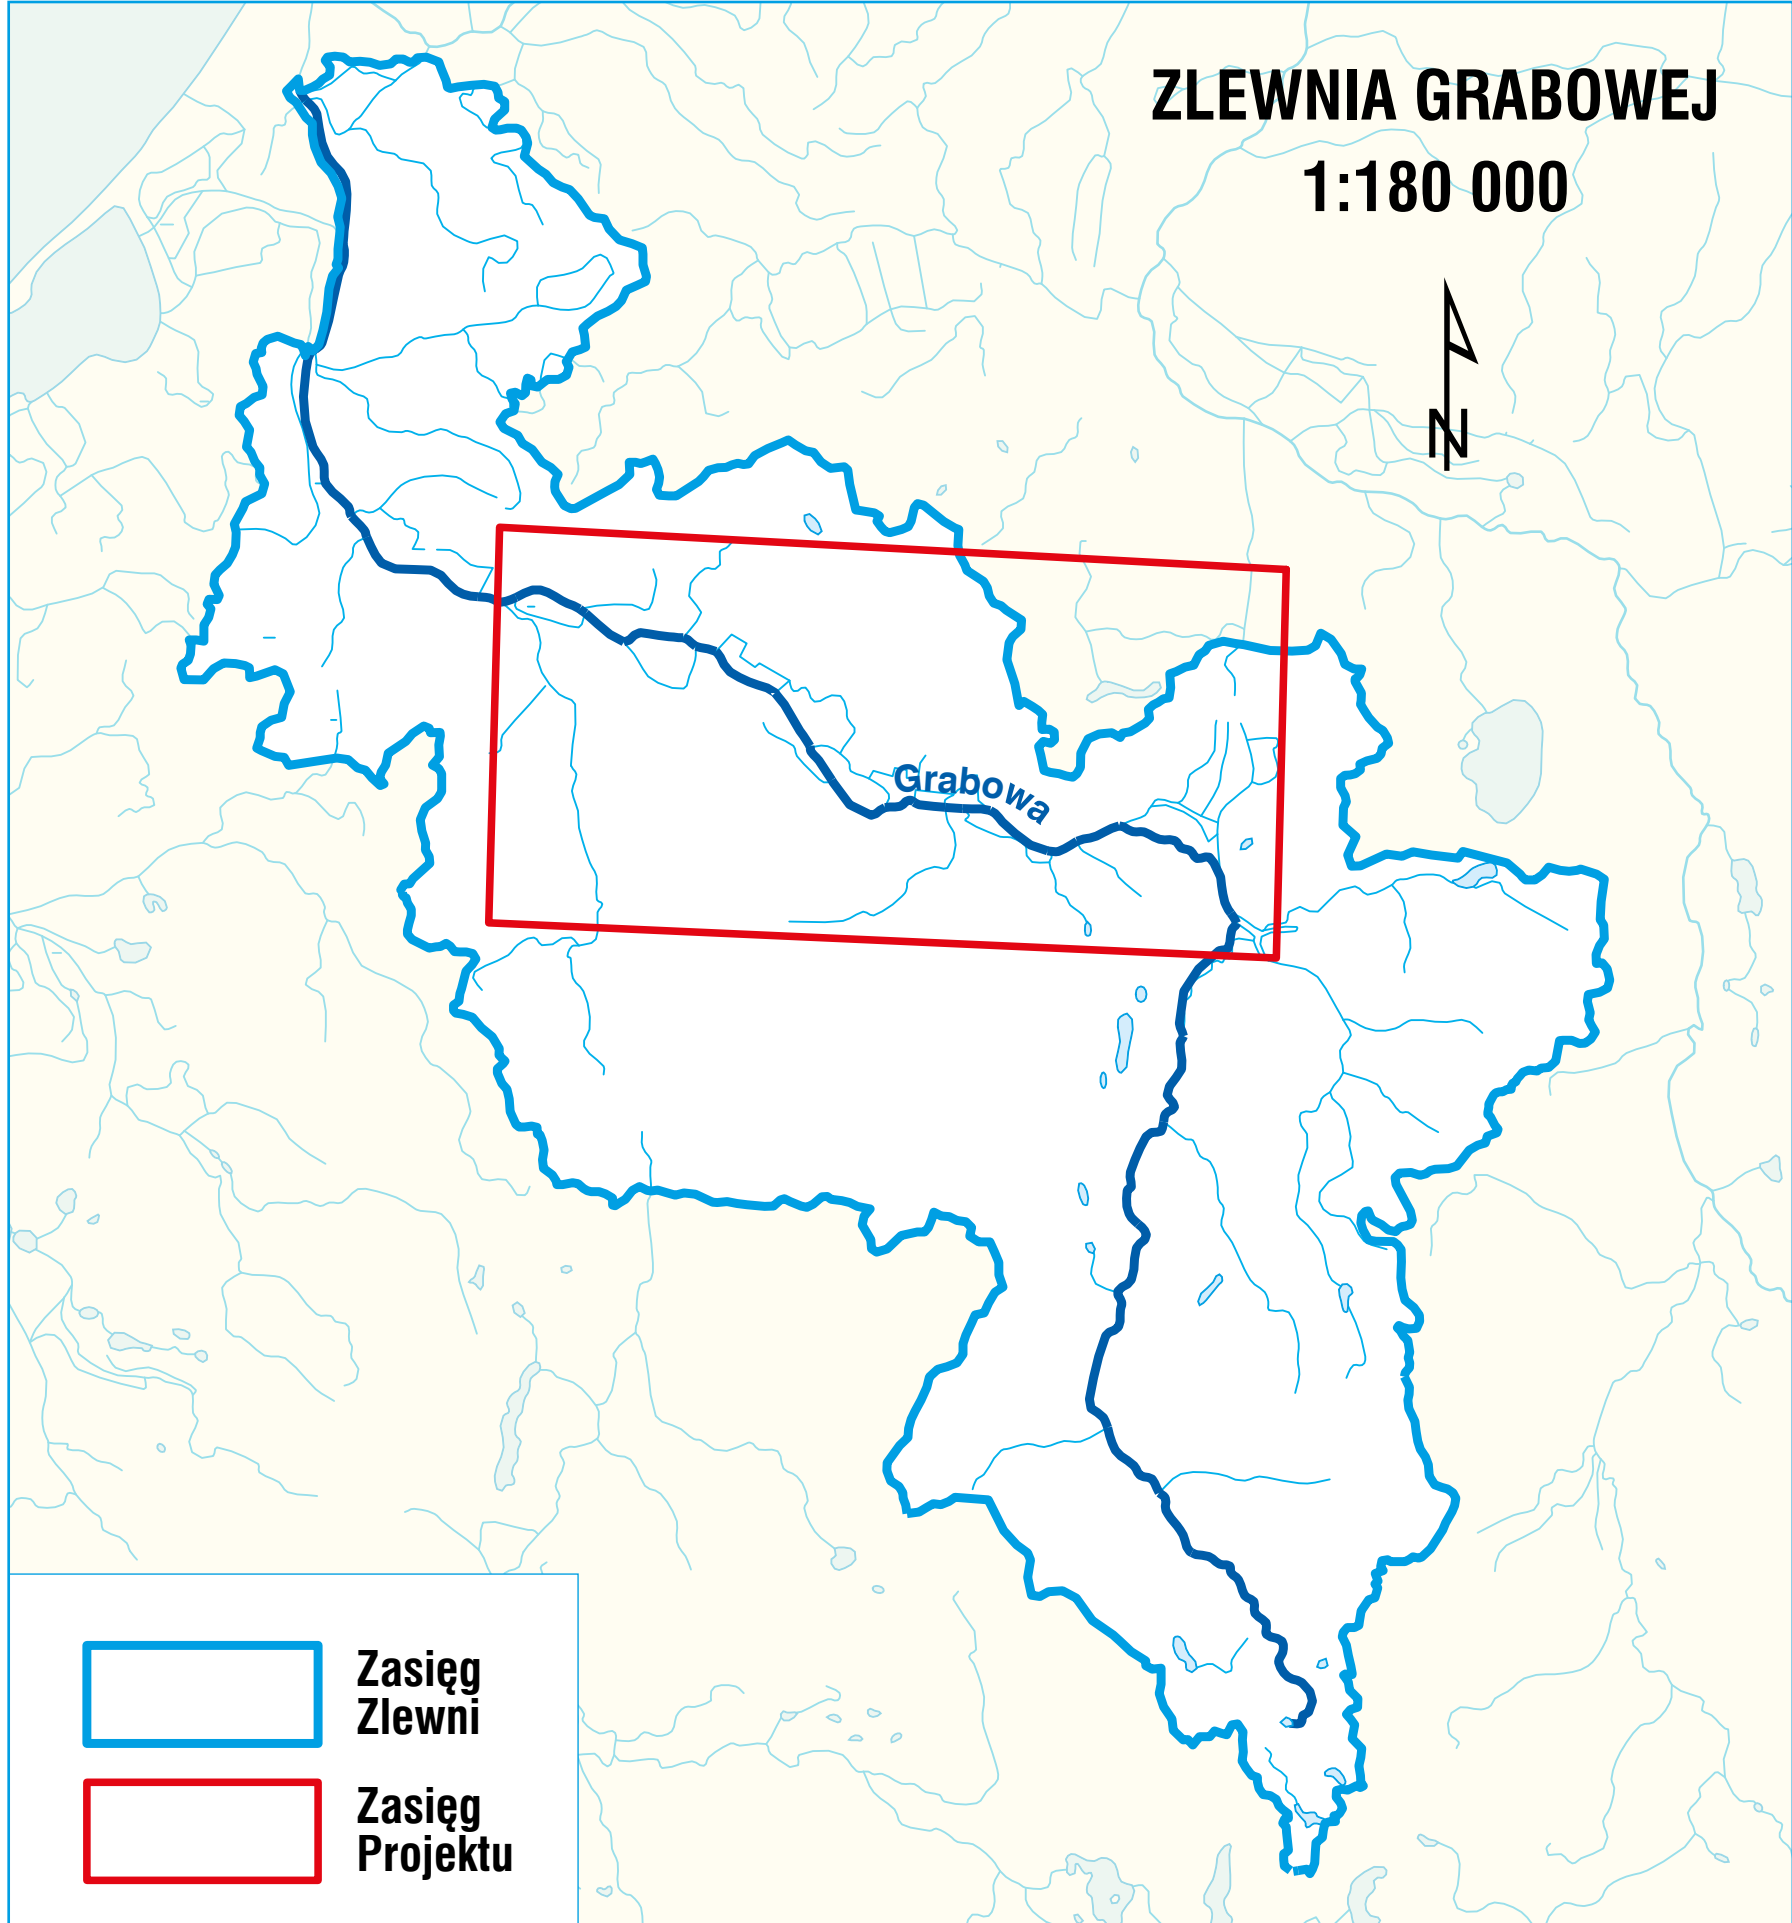 ZLEWNIA GRABOWEJ
1:180 000
N
Grabowa
Zasięg
Zlewni
Zasięg
Projektu